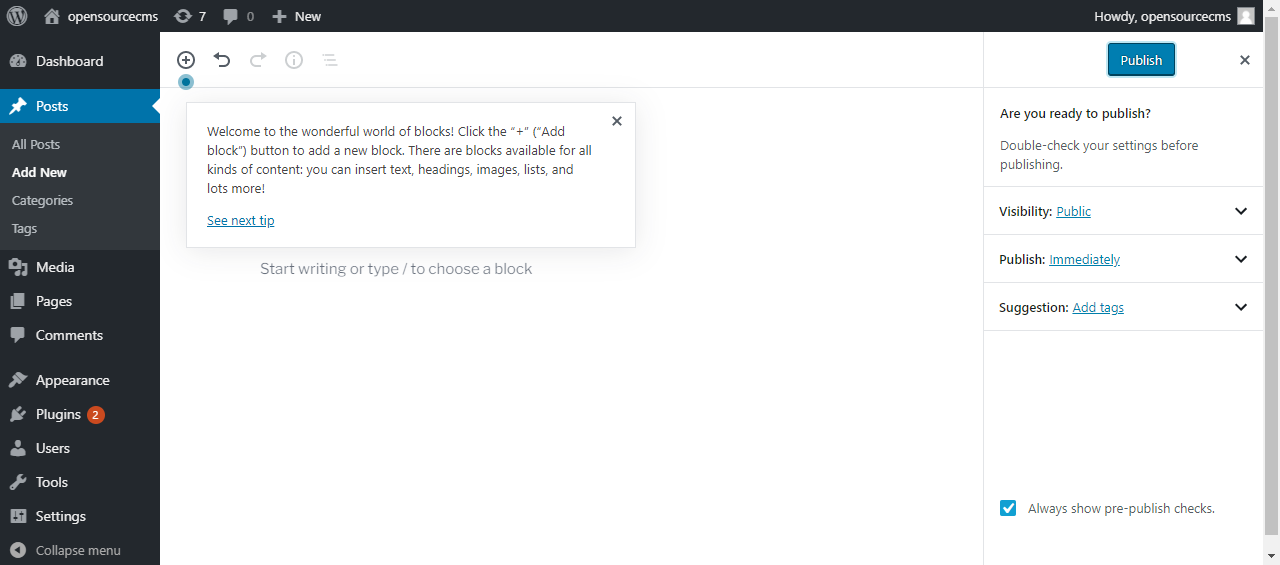 opensourcecms
7
0
New
Howdy, opensourcecms
Dashboard
Posts
All Posts
Add New
Categories
Tags
Media
Pages
Comments
Appearance
Plugins 2
Users
Tools
Settings
Collapse menu
Welcome to the wonderful world of blocks! Click the “+” (“Add
block”) button to add a new block. There are blocks available for all
kinds of content: you can insert text, headings, images, lists, and
lots more!
See next tip
Start writing or type / to choose a block
Publish
Are you ready to publish?
Double-check your settings before
publishing.
Visibility: Public
Publish: Immediately
Suggestion: Add tags
Always show pre-publish checks.